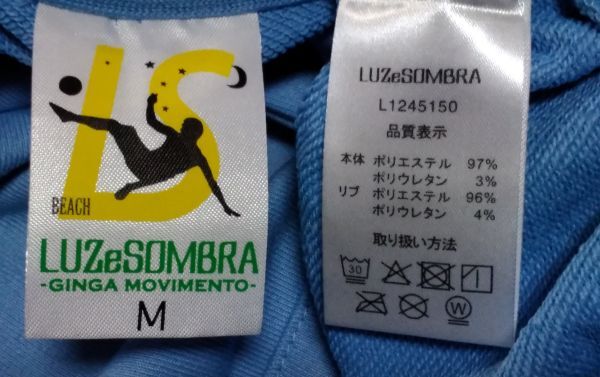 LS
BEACH
LUZeSOMBRA
-GINGA MOVIMENTO-
M
LUZeSOMBRA
L1245150
品質表示
本体 ポリエステル 97%
ポリウレタン 3%
リブ ポリエステル 96%
ポリウレタン 4%
取り扱い方法
30
W